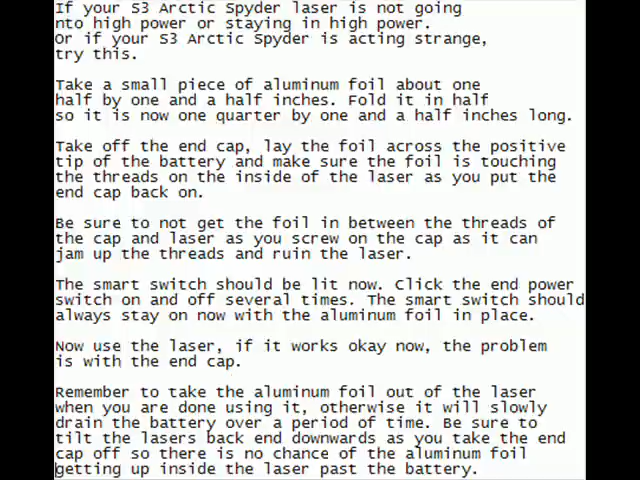 If your S3 Arctic Spyder laser is not going
nto high power or staying in high power.
Or if your S3 Arctic Spyder is acting strange,
try this.
Take a small piece of aluminum foil about one
half by one and a half inches. Fold it in half
so it is now one quarter by one and a half inches long.
Take off the end cap, lay the foil across the positive
tip of the battery and make sure the foil is touching
the threads on the inside of the laser as you put the
end cap back on.
Be sure to not get the foil in between the threads of
the cap and laser as you screw on the cap as it can
jam up the threads and ruin the laser.
The smart switch should be lit now. Click the end power
switch on and off several times. The smart switch should
always stay on now with the aluminum foil in place.
Now use the laser, if it works okay now, the problem
is with the end cap.
Remember to take the aluminum foil out of the laser
when you are done using it, otherwise it will slowly
drain the battery over a period of time. Be sure to
tilt the lasers back end downwards as you take the end
cap off so there is no chance of the aluminum foil
getting up inside the laser past the battery.